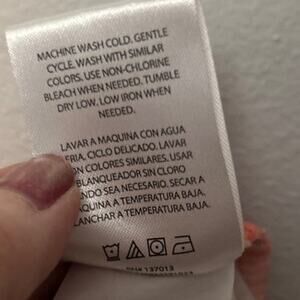 MACHINE WASH COLD, GENTLE
CYCLE. WASH WITH SIMILAR
COLORS. USE NON-CHLORINE
BLEACH WHEN NEEDED. TUMBLE
DRY LOW. LOW IRON WHEN
NEEDED.
LAVAR A MAQUINA CON AGUA
FRIA, CICLO DELICADO. LAVAR
COLORES SIMILARES. USAR
BLANQUEADOR SIN CLORO
SEA NECESARIO. SECAR A
A TEMPERATURA BAJA.
PLANCHAR A TEMPERATURA BAJA.
137013